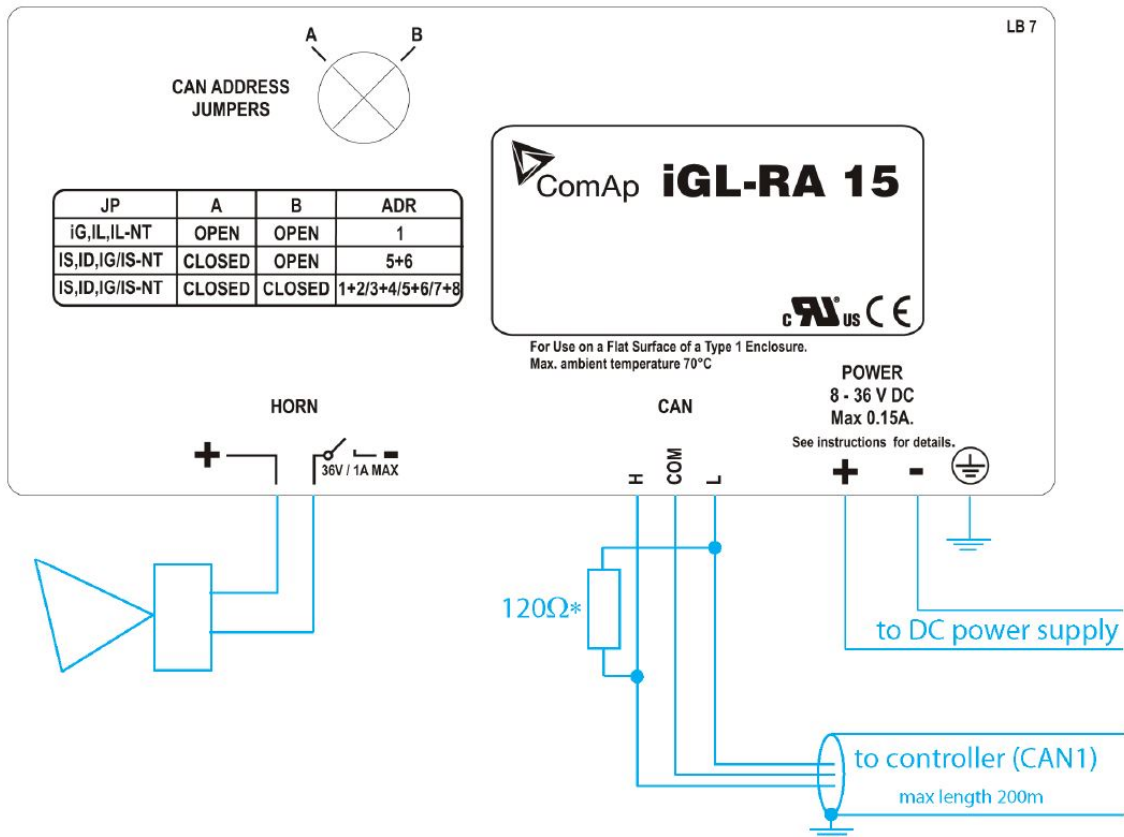 LB 7
A B
CAN ADDRESS
JUMPERS
ComAp iGL-RA 15
JP A B ADR
iG,IL,IL-NT OPEN OPEN 1
IS,ID,IG/IS-NT CLOSED OPEN 5+6
IS,ID,IG/IS-NT CLOSED CLOSED 1+2/3+4/5+6/7+8
c RU US CE
For Use on a Flat Surface of a Type 1 Enclosure.
Max. ambient temperature 70°C
POWER
8 - 36 V DC
Max 0.15A.
See instructions for details.
HORN
CAN
+ -
36V / 1A MAX
H COM L
+ -
120Ω*
to DC power supply
to controller (CAN1)
max length 200m